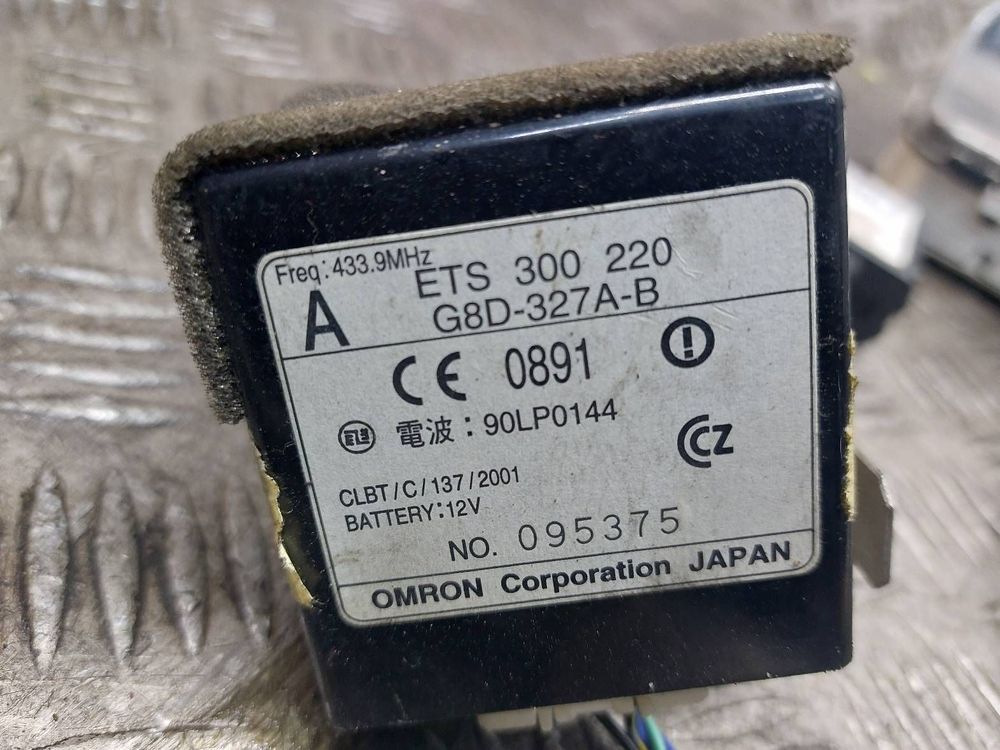 Freq: 433.9MHz
A
ETS 300 220
G8D-327A-B
CE 0891
電波: 90LP0144
CZ
CLBT/C/137/2001
BATTERY:12V
NO. 095375
OMRON Corporation JAPAN